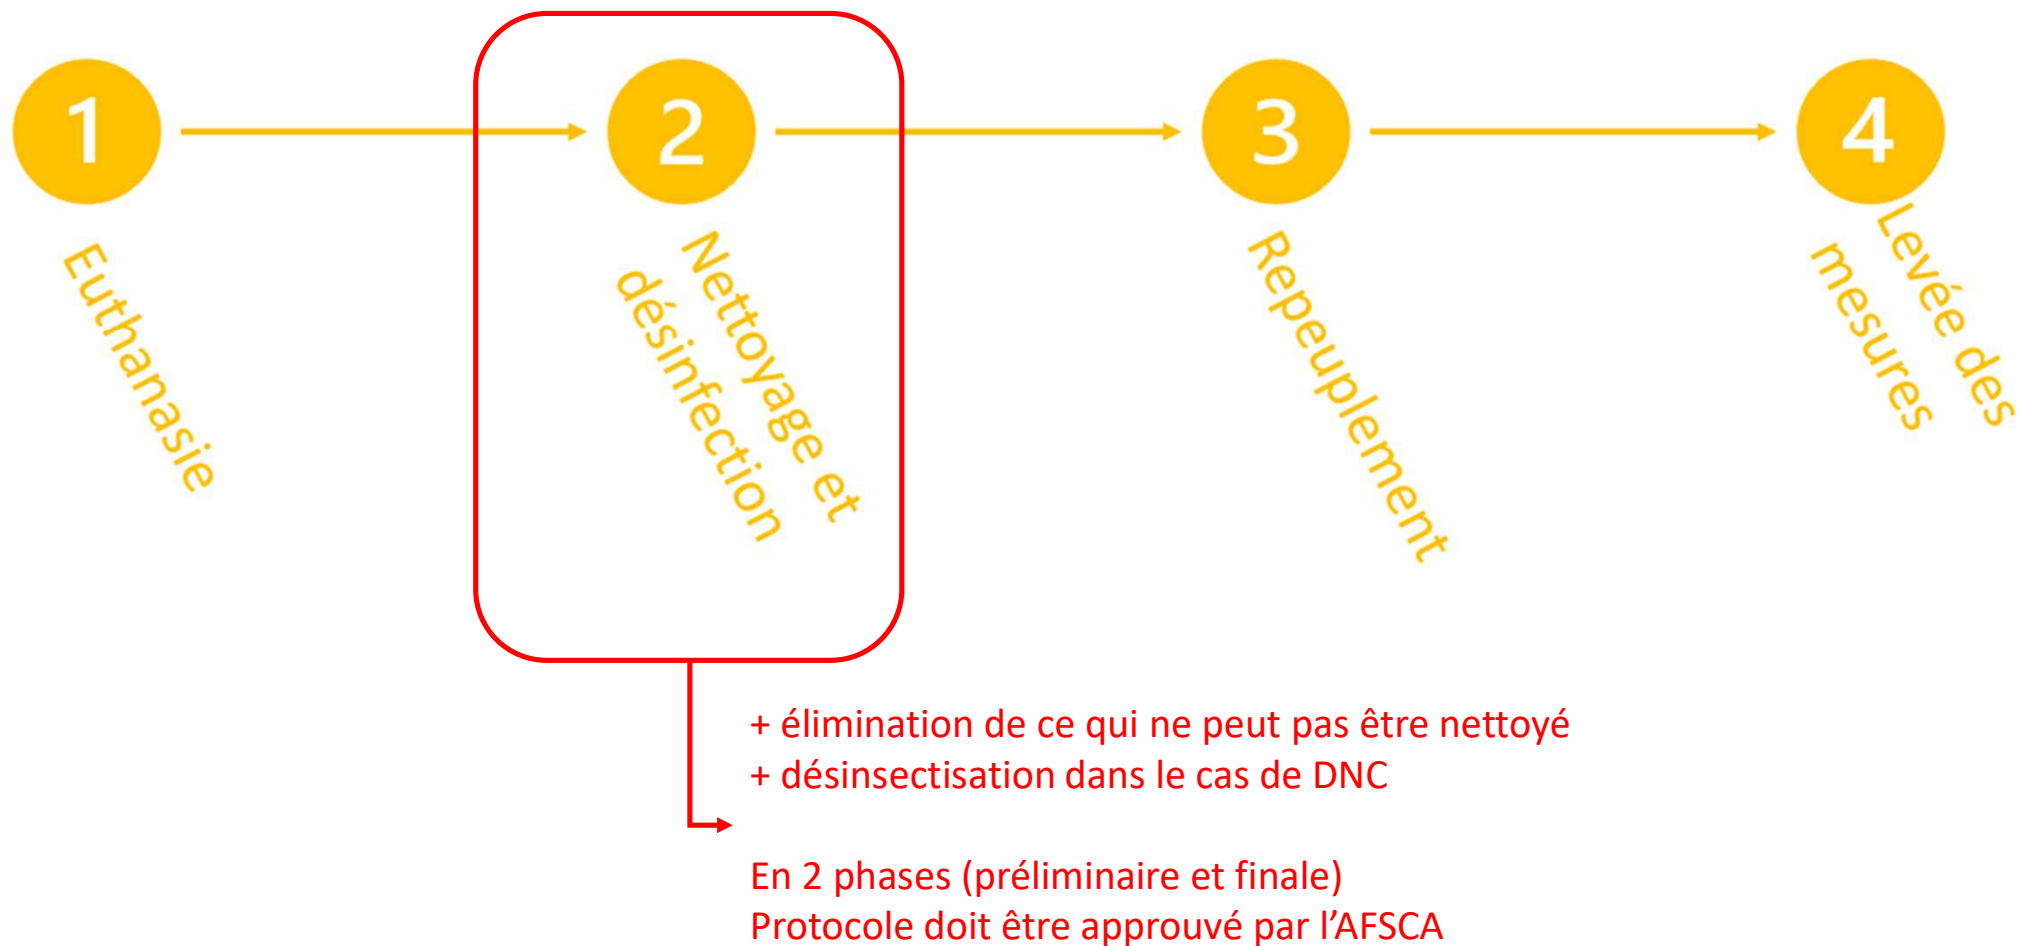 1
2
3
4
Euthanasie
Nettoyage et
désinfection
Repeuplement
Levée des
mesures
+ élimination de ce qui ne peut pas être nettoyé
+ désinsectisation dans le cas de DNC
En 2 phases (préliminaire et finale)
Protocole doit être approuvé par l’AFSCA